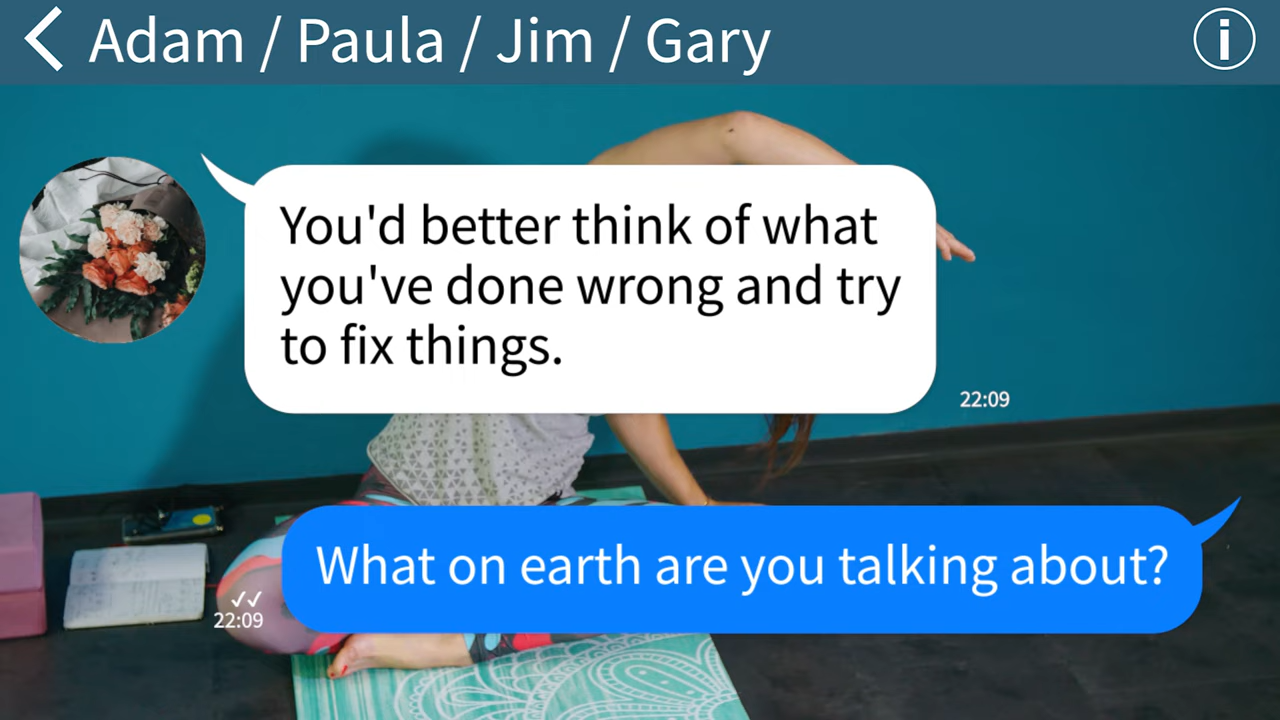 Adam / Paula / Jim / Gary
You'd better think of what
you've done wrong and try
to fix things.
22:09
What on earth are you talking about?
22:09